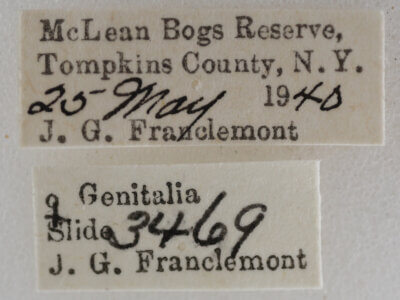 McLean Bogs Reserve,
Tompkins County, N. Y.
25 May 1940
J. G. Franclemont
♀ Genitalia
Slide 3469
J. G. Franclemont